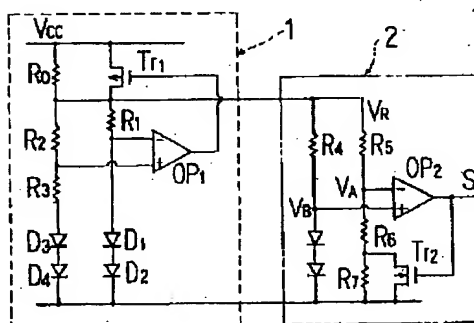 1
2
Vcc
R0
Tr1
R2
R1
OP1
R3
D3
D1
D4
D2
R4
VR
R5
OP2
S
VA
VB
R6
Tr2
R7